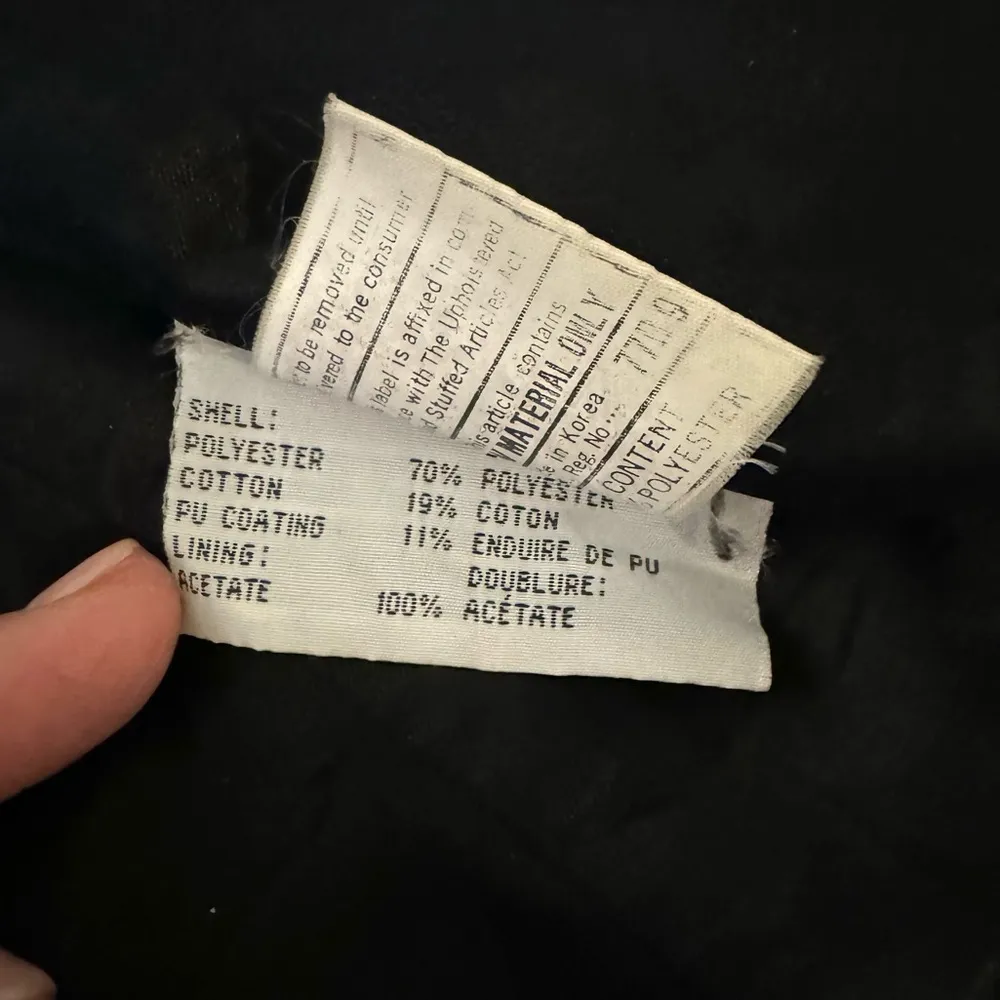 to be removed until
vered to the consumer
label is affixed in com
e with The Uphols tered
d Stuffed Articles Act
is article contains
MATERIAL ONLY
e in Korea
Reg. No...
CONTENT
POLYESTER
SHELL:
POLYESTER 70% POLYESTER
COTTON 19% COTON
PU COATING 11% ENDUIRE DE PU
LINING: DOUBLURE:
ACETATE 100% ACÉTATE